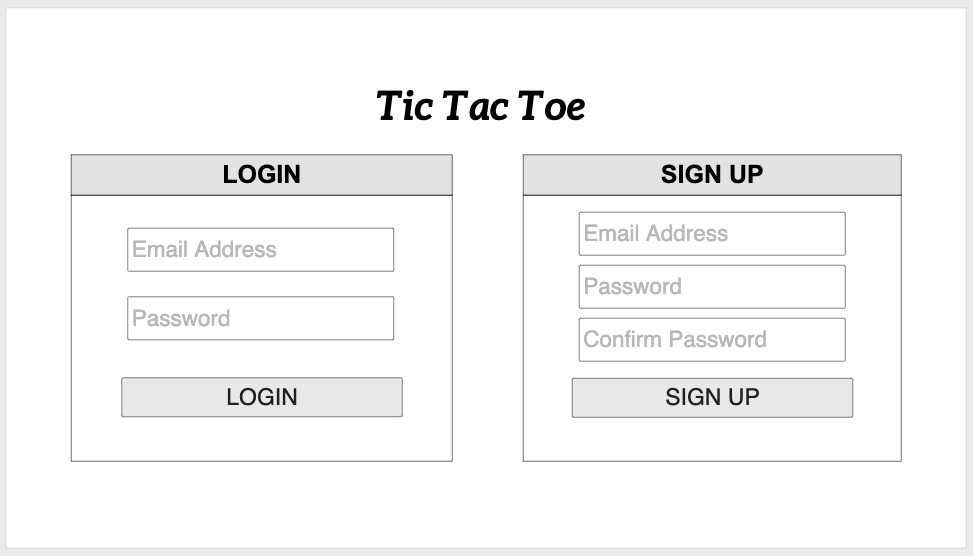 Tic Tac Toe
LOGIN
Email Address
Password
LOGIN
SIGN UP
Email Address
Password
Confirm Password
SIGN UP